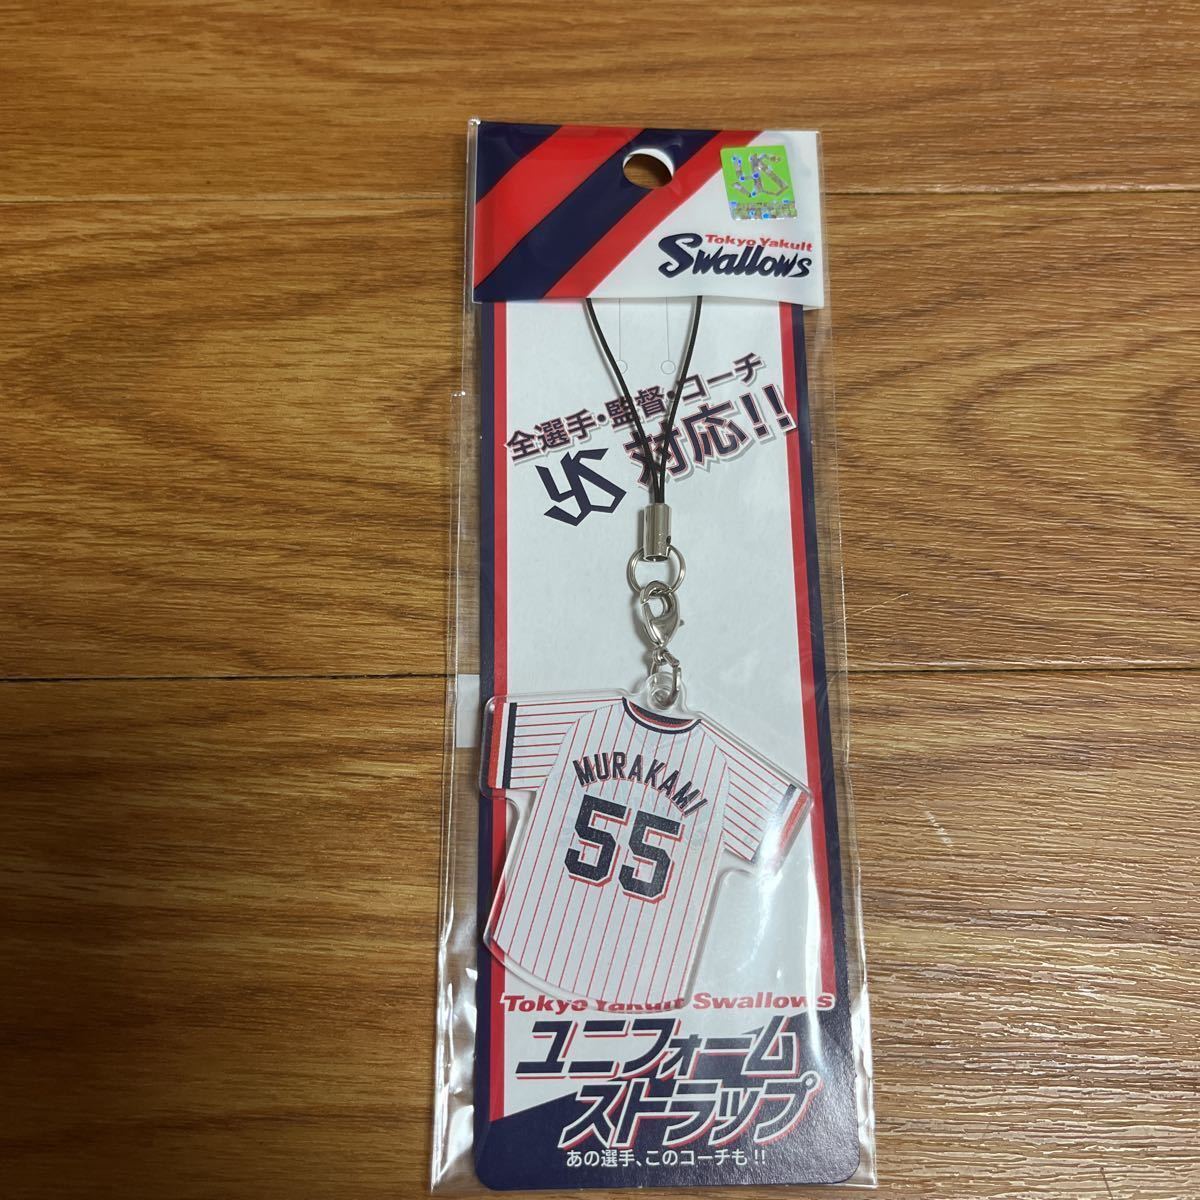 Tokyo Yakult
Swallows
全選手・監督・コーチ
対応!!
MURAKAMI
55
Tokyo Yakult Swallows
ユニフォーム
ストラップ
あの選手、このコーチも!!